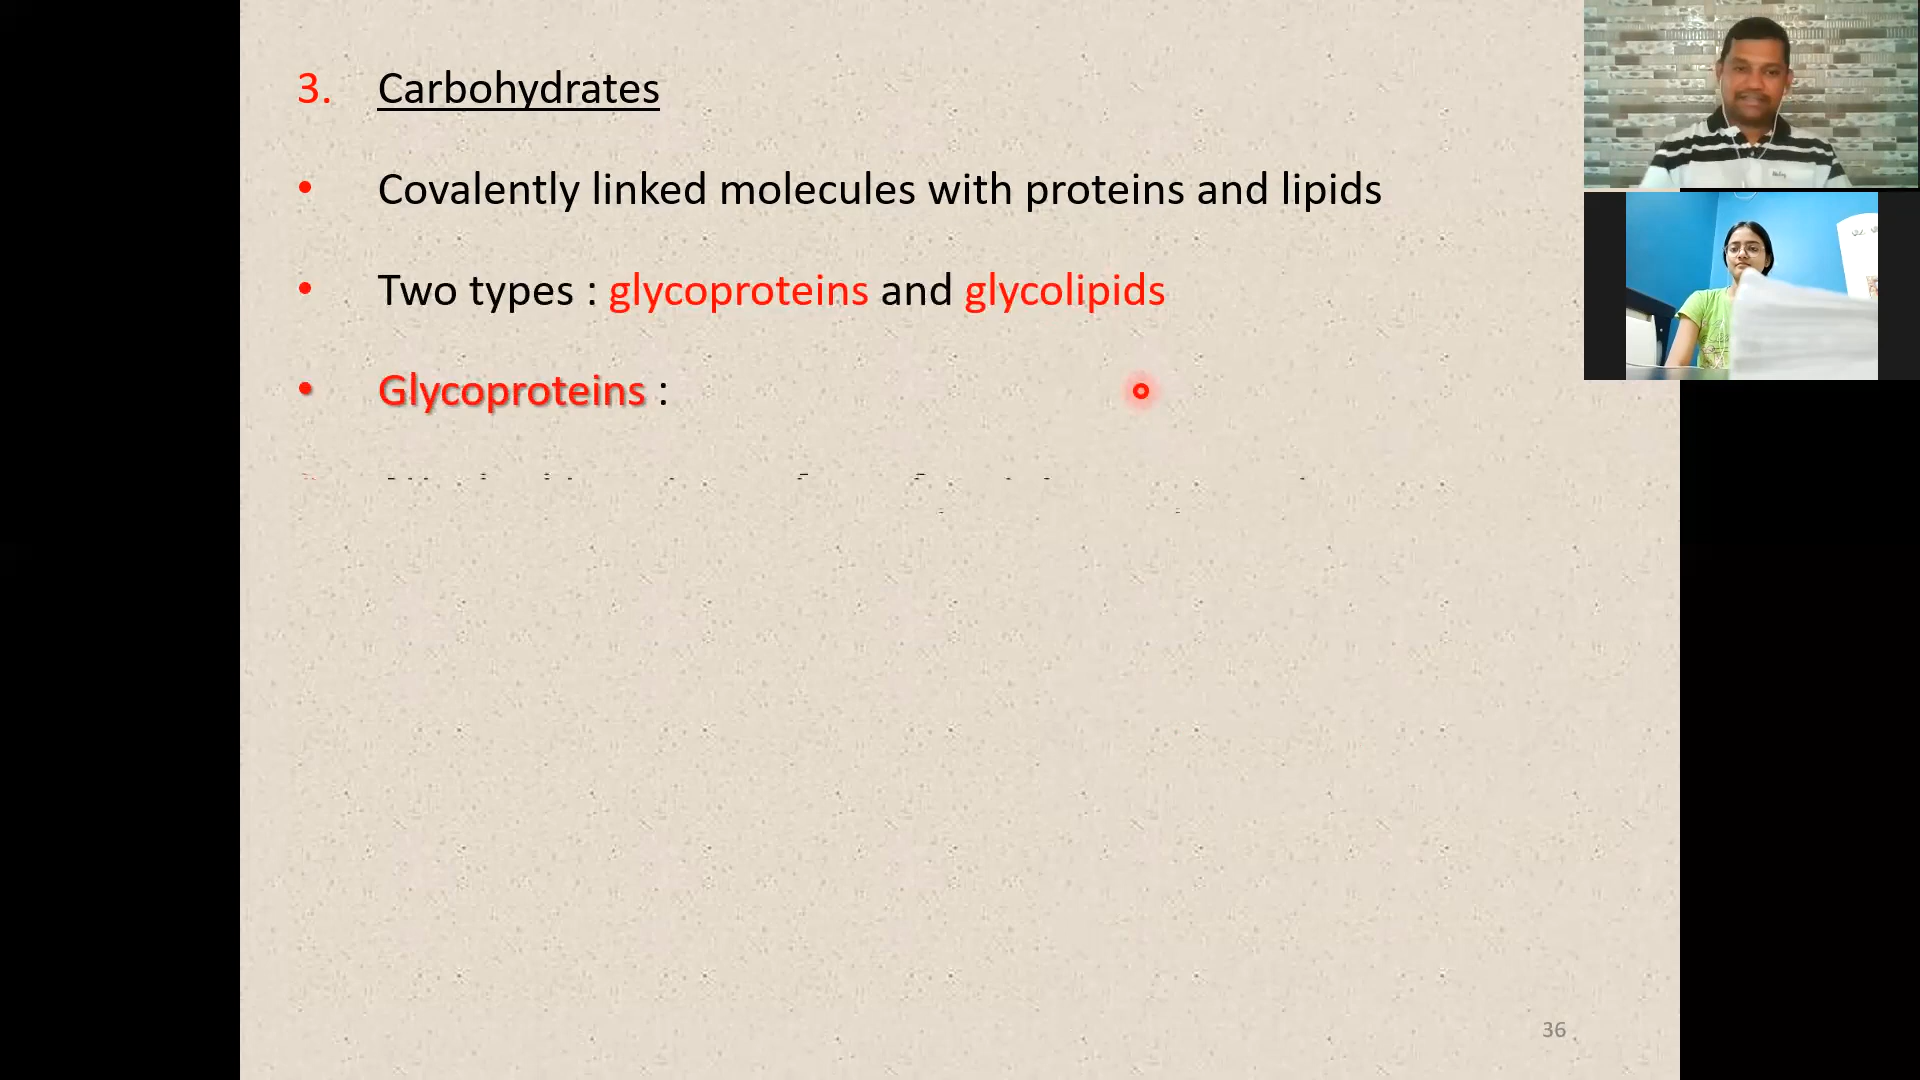 3. Carbohydrates
• Covalently linked molecules with proteins and lipids
• Two types : glycoproteins and glycolipids
• Glycoproteins :
36